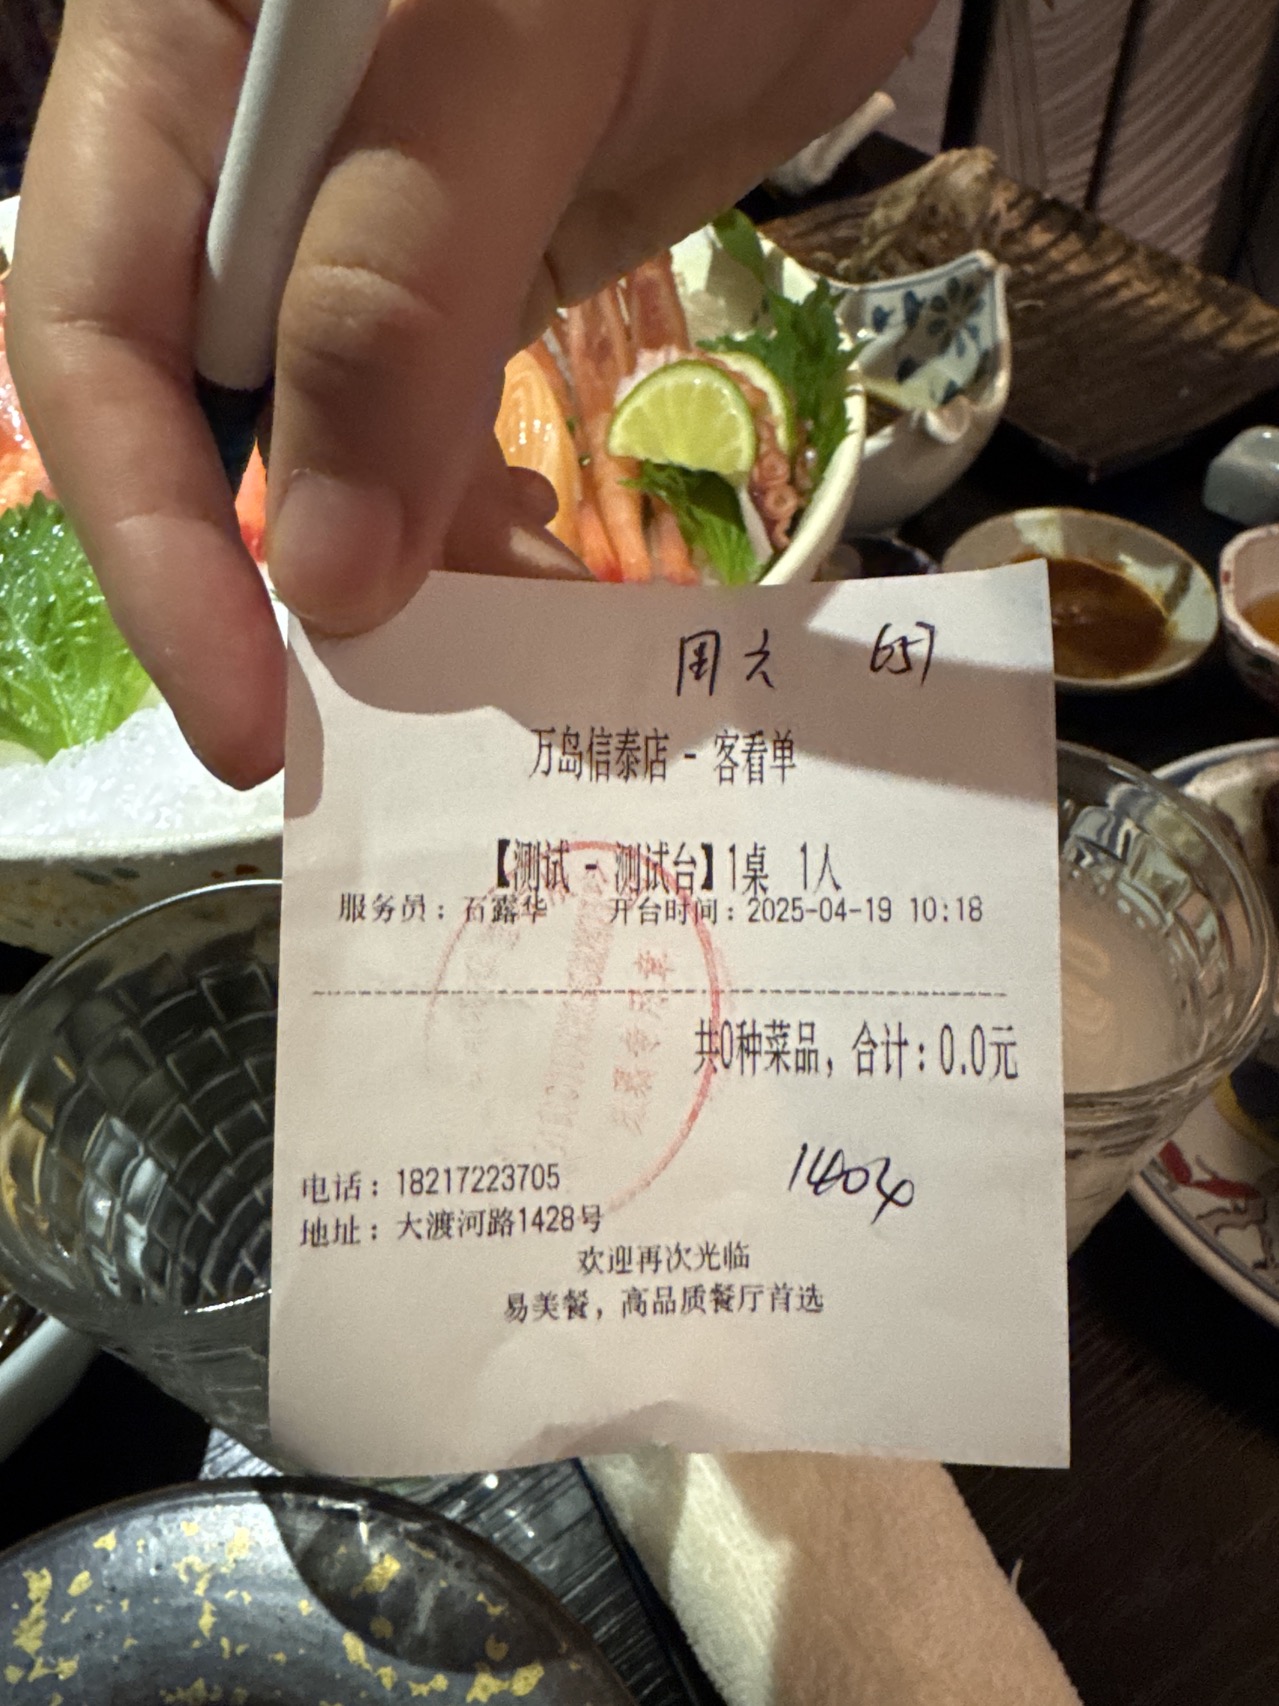 周六 657
万岛信泰店 - 客看单
【测试 - 测试台】1桌 1人
服务员：石露华 开台时间：2025-04-19 10:18
共0种菜品，合计：0.0元
电话：18217223705
地址：大渡河路1428号
欢迎再次光临
易美餐，高品质餐厅首选